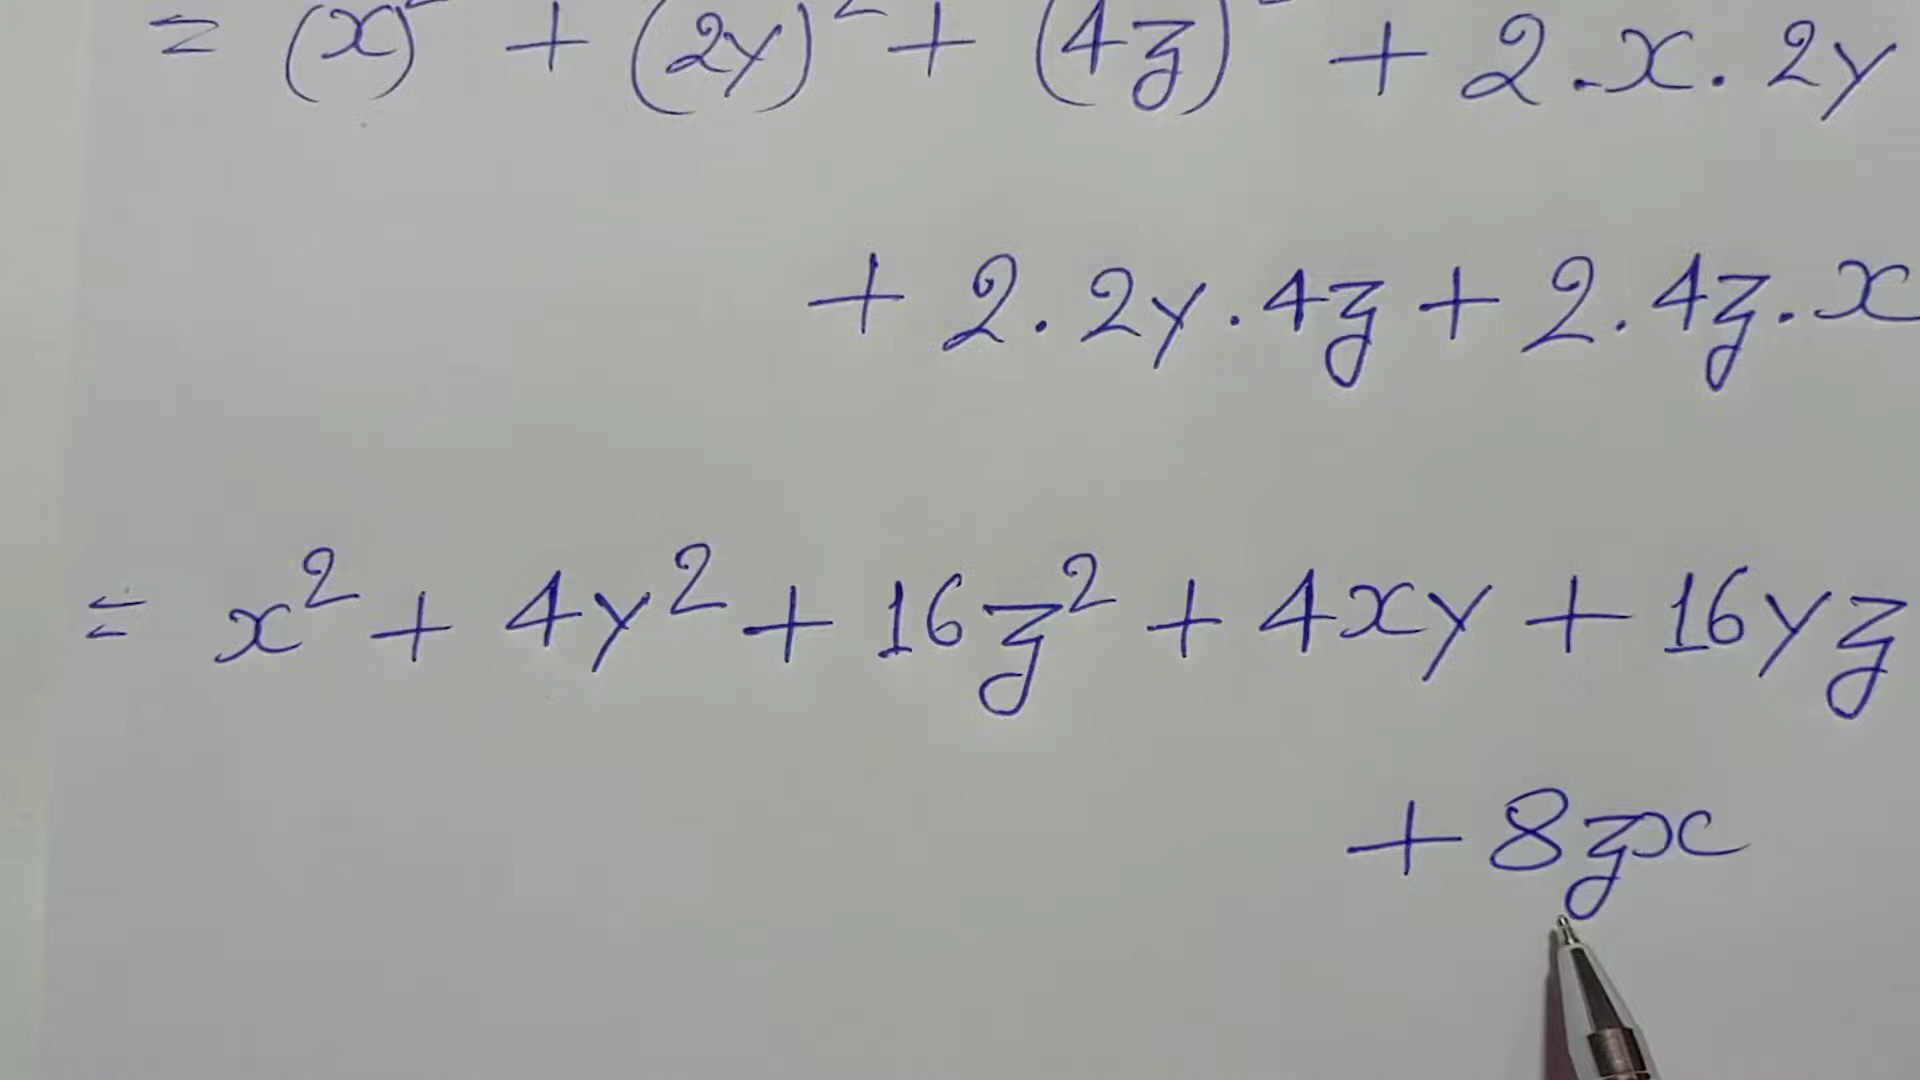 = (x)² + (2y)² + (4z)² + 2.x.2y
+ 2.2y.4z + 2.4z.x
= x² + 4y² + 16z² + 4xy + 16yz
+ 8zx